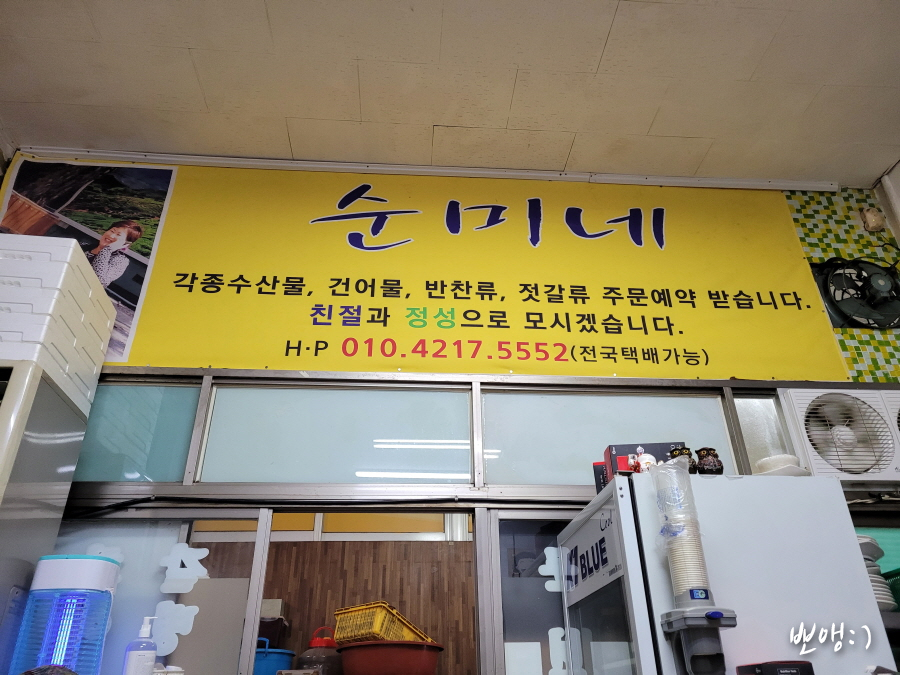 순미네
각종수산물, 건어물, 반찬류, 젓갈류 주문예약 받습니다.
친절과 정성으로 모시겠습니다.
H·P 010.4217.5552(전국택배가능)
BLUE
뽀앵:)